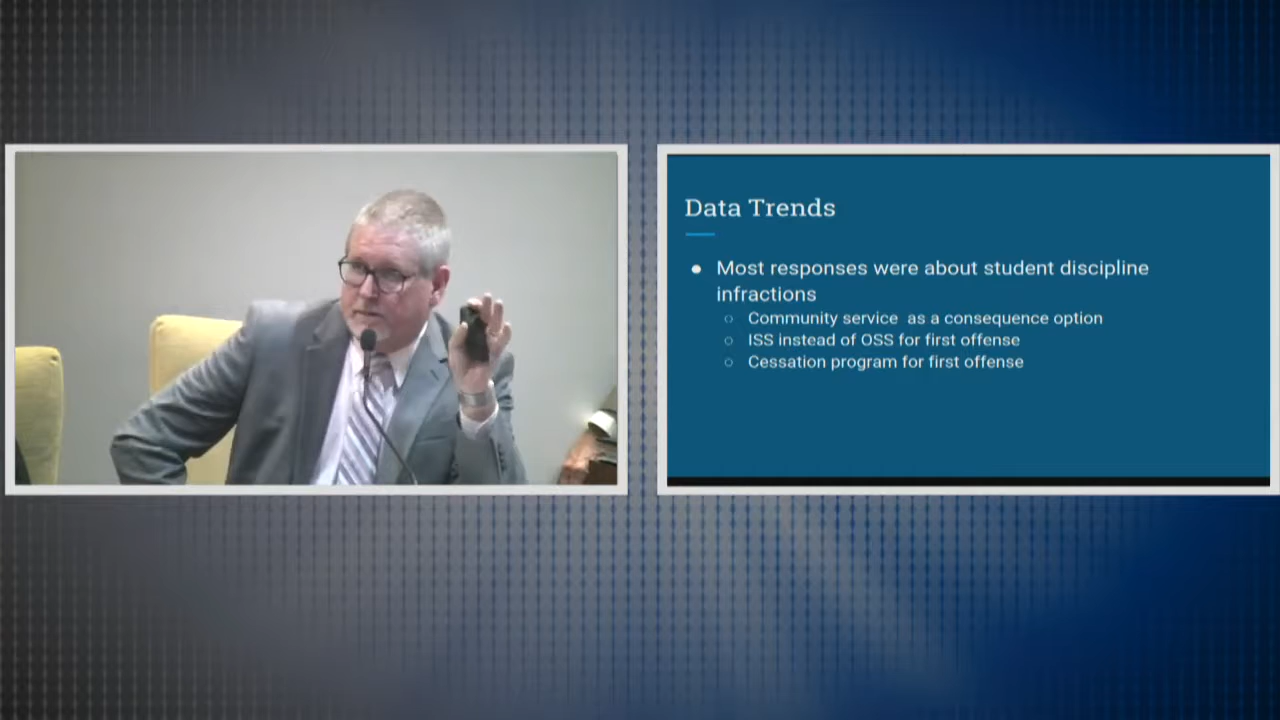 Data Trends
● Most responses were about student discipline
infractions
○ Community service as a consequence option
○ ISS instead of OSS for first offense
○ Cessation program for first offense